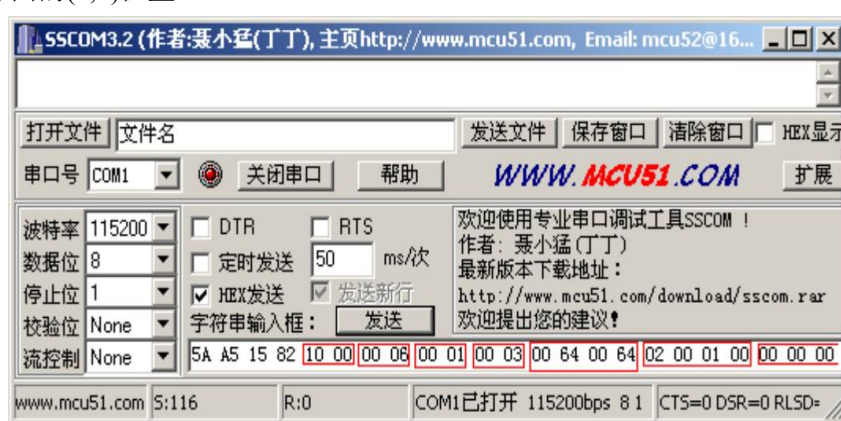 SSCOM3.2 (作者:聂小猛(丁丁), 主页http://www.mcu51.com, Email: mcu52@16...
打开文件 文件名 发送文件 保存窗口 清除窗口 HEX显示
串口号 COM1 关闭串口 帮助 WWW.MCU51.COM 扩展
波特率 115200 DTR RTS
数据位 8 定时发送 50 ms/次
停止位 1 HEX发送 发送新行
校验位 None 字符串输入框： 发送
流控制 None 5A A5 15 82 10 00 00 06 00 01 00 03 00 64 00 64 02 00 01 00 00 00 00
欢迎使用专业串口调试工具SSCOM ！
作者：聂小猛(丁丁)
最新版本下载地址：
http://www.mcu51.com/download/sscom.rar
欢迎提出您的建议！
www.mcu51.com S:116 R:0 COM1已打开 115200bps 8 1 CTS=0 DSR=0 RLSD=